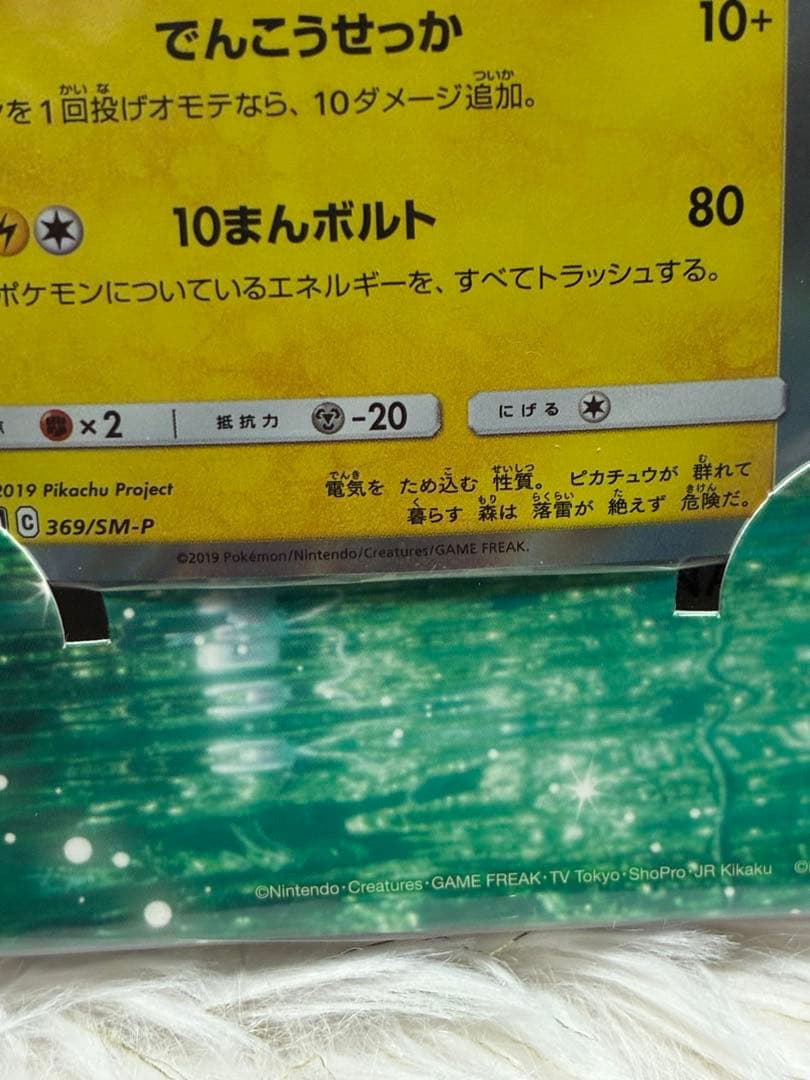 でんこうせっか 10+
を1回投げオモテなら、10ダメージ追加。
10まんボルト 80
ポケモンについているエネルギーを、すべてトラッシュする。
×2 抵抗力 -20 にげる
2019 Pikachu Project
電気を ため込む 性質。 ピカチュウが 群れて
暮らす 森は 落雷が 絶えず 危険だ。
C 369/SM-P
©2019 Pokémon/Nintendo/Creatures/GAME FREAK.
©Nintendo・Creatures・GAME FREAK・TV Tokyo・ShoPro・JR Kikaku